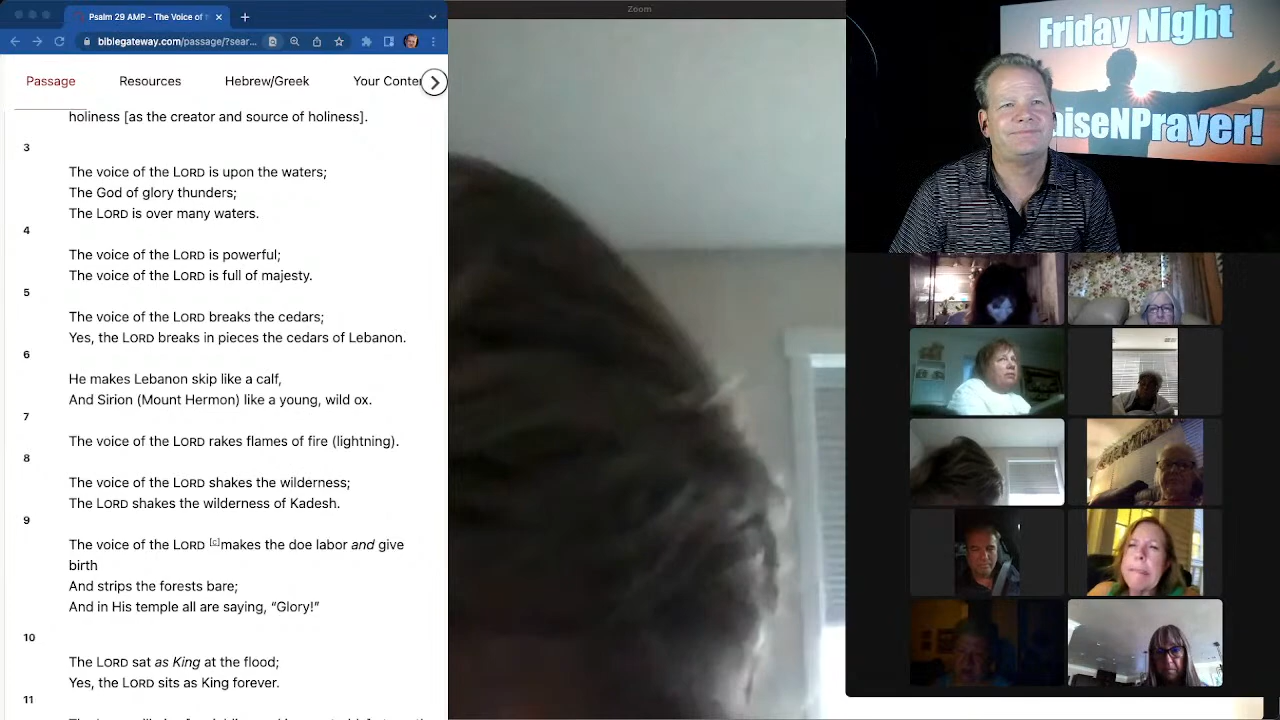 Psalm 29 AMP - The Voice of
biblegateway.com/passage/?sear...
Passage
Resources
Hebrew/Greek
Your Conte
holiness [as the creator and source of holiness].
3
The voice of the LORD is upon the waters;
The God of glory thunders;
The LORD is over many waters.
4
The voice of the LORD is powerful;
The voice of the LORD is full of majesty.
5
The voice of the LORD breaks the cedars;
Yes, the LORD breaks in pieces the cedars of Lebanon.
6
He makes Lebanon skip like a calf,
And Sirion (Mount Hermon) like a young, wild ox.
7
The voice of the LORD rakes flames of fire (lightning).
8
The voice of the LORD shakes the wilderness;
The LORD shakes the wilderness of Kadesh.
9
The voice of the LORD [c]makes the doe labor and give
birth
And strips the forests bare;
And in His temple all are saying, “Glory!”
10
The LORD sat as King at the flood;
Yes, the LORD sits as King forever.
11
Zoom
Friday Night
aiseNPrayer!